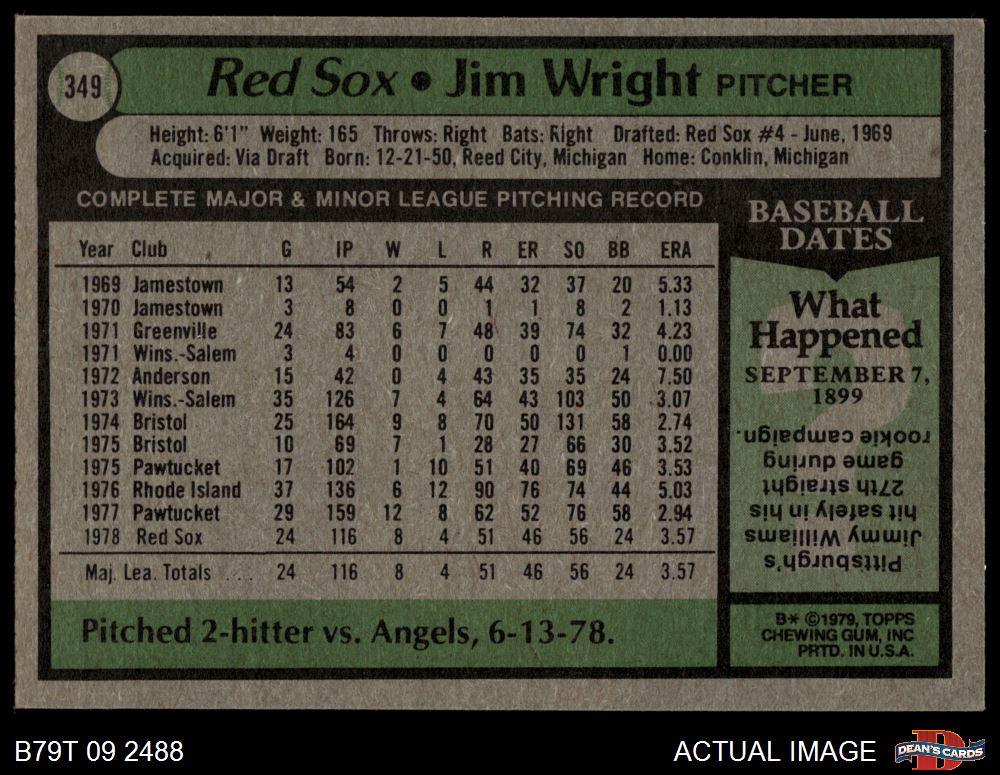 349
Red Sox • Jim Wright PITCHER
Height: 6'1" Weight: 165 Throws: Right Bats: Right Drafted: Red Sox #4 - June, 1969
Acquired: Via Draft Born: 12-21-50, Reed City, Michigan Home: Conklin, Michigan
COMPLETE MAJOR & MINOR LEAGUE PITCHING RECORD
Year Club G IP W L R ER SO BB ERA
1969 Jamestown 13 54 2 5 44 32 37 20 5.33
1970 Jamestown 3 8 0 0 1 1 8 2 1.13
1971 Greenville 24 83 6 7 48 39 74 32 4.23
1971 Wins.-Salem 3 4 0 0 0 0 0 1 0.00
1972 Anderson 15 42 0 4 43 35 35 24 7.50
1973 Wins.-Salem 35 126 7 4 64 43 103 50 3.07
1974 Bristol 25 164 9 8 70 50 131 58 2.74
1975 Bristol 10 69 7 1 28 27 66 30 3.52
1975 Pawtucket 17 102 1 10 51 40 69 46 3.53
1976 Rhode Island 37 136 6 12 90 76 74 44 5.03
1977 Pawtucket 29 159 12 8 62 52 76 58 2.94
1978 Red Sox 24 116 8 4 51 46 56 24 3.57
Maj. Lea. Totals .... 24 116 8 4 51 46 56 24 3.57
Pitched 2-hitter vs. Angels, 6-13-78.
BASEBALL
DATES
What
Happened
SEPTEMBER 7,
1899
Pittsburgh's
Jimmy Williams
hit safely in his
27th straight
game during
rookie campaign.
B* ©1979, TOPPS
CHEWING GUM, INC
PRTD. IN U.S.A.
B79T 09 2488
ACTUAL IMAGE
DEAN'S CARDS